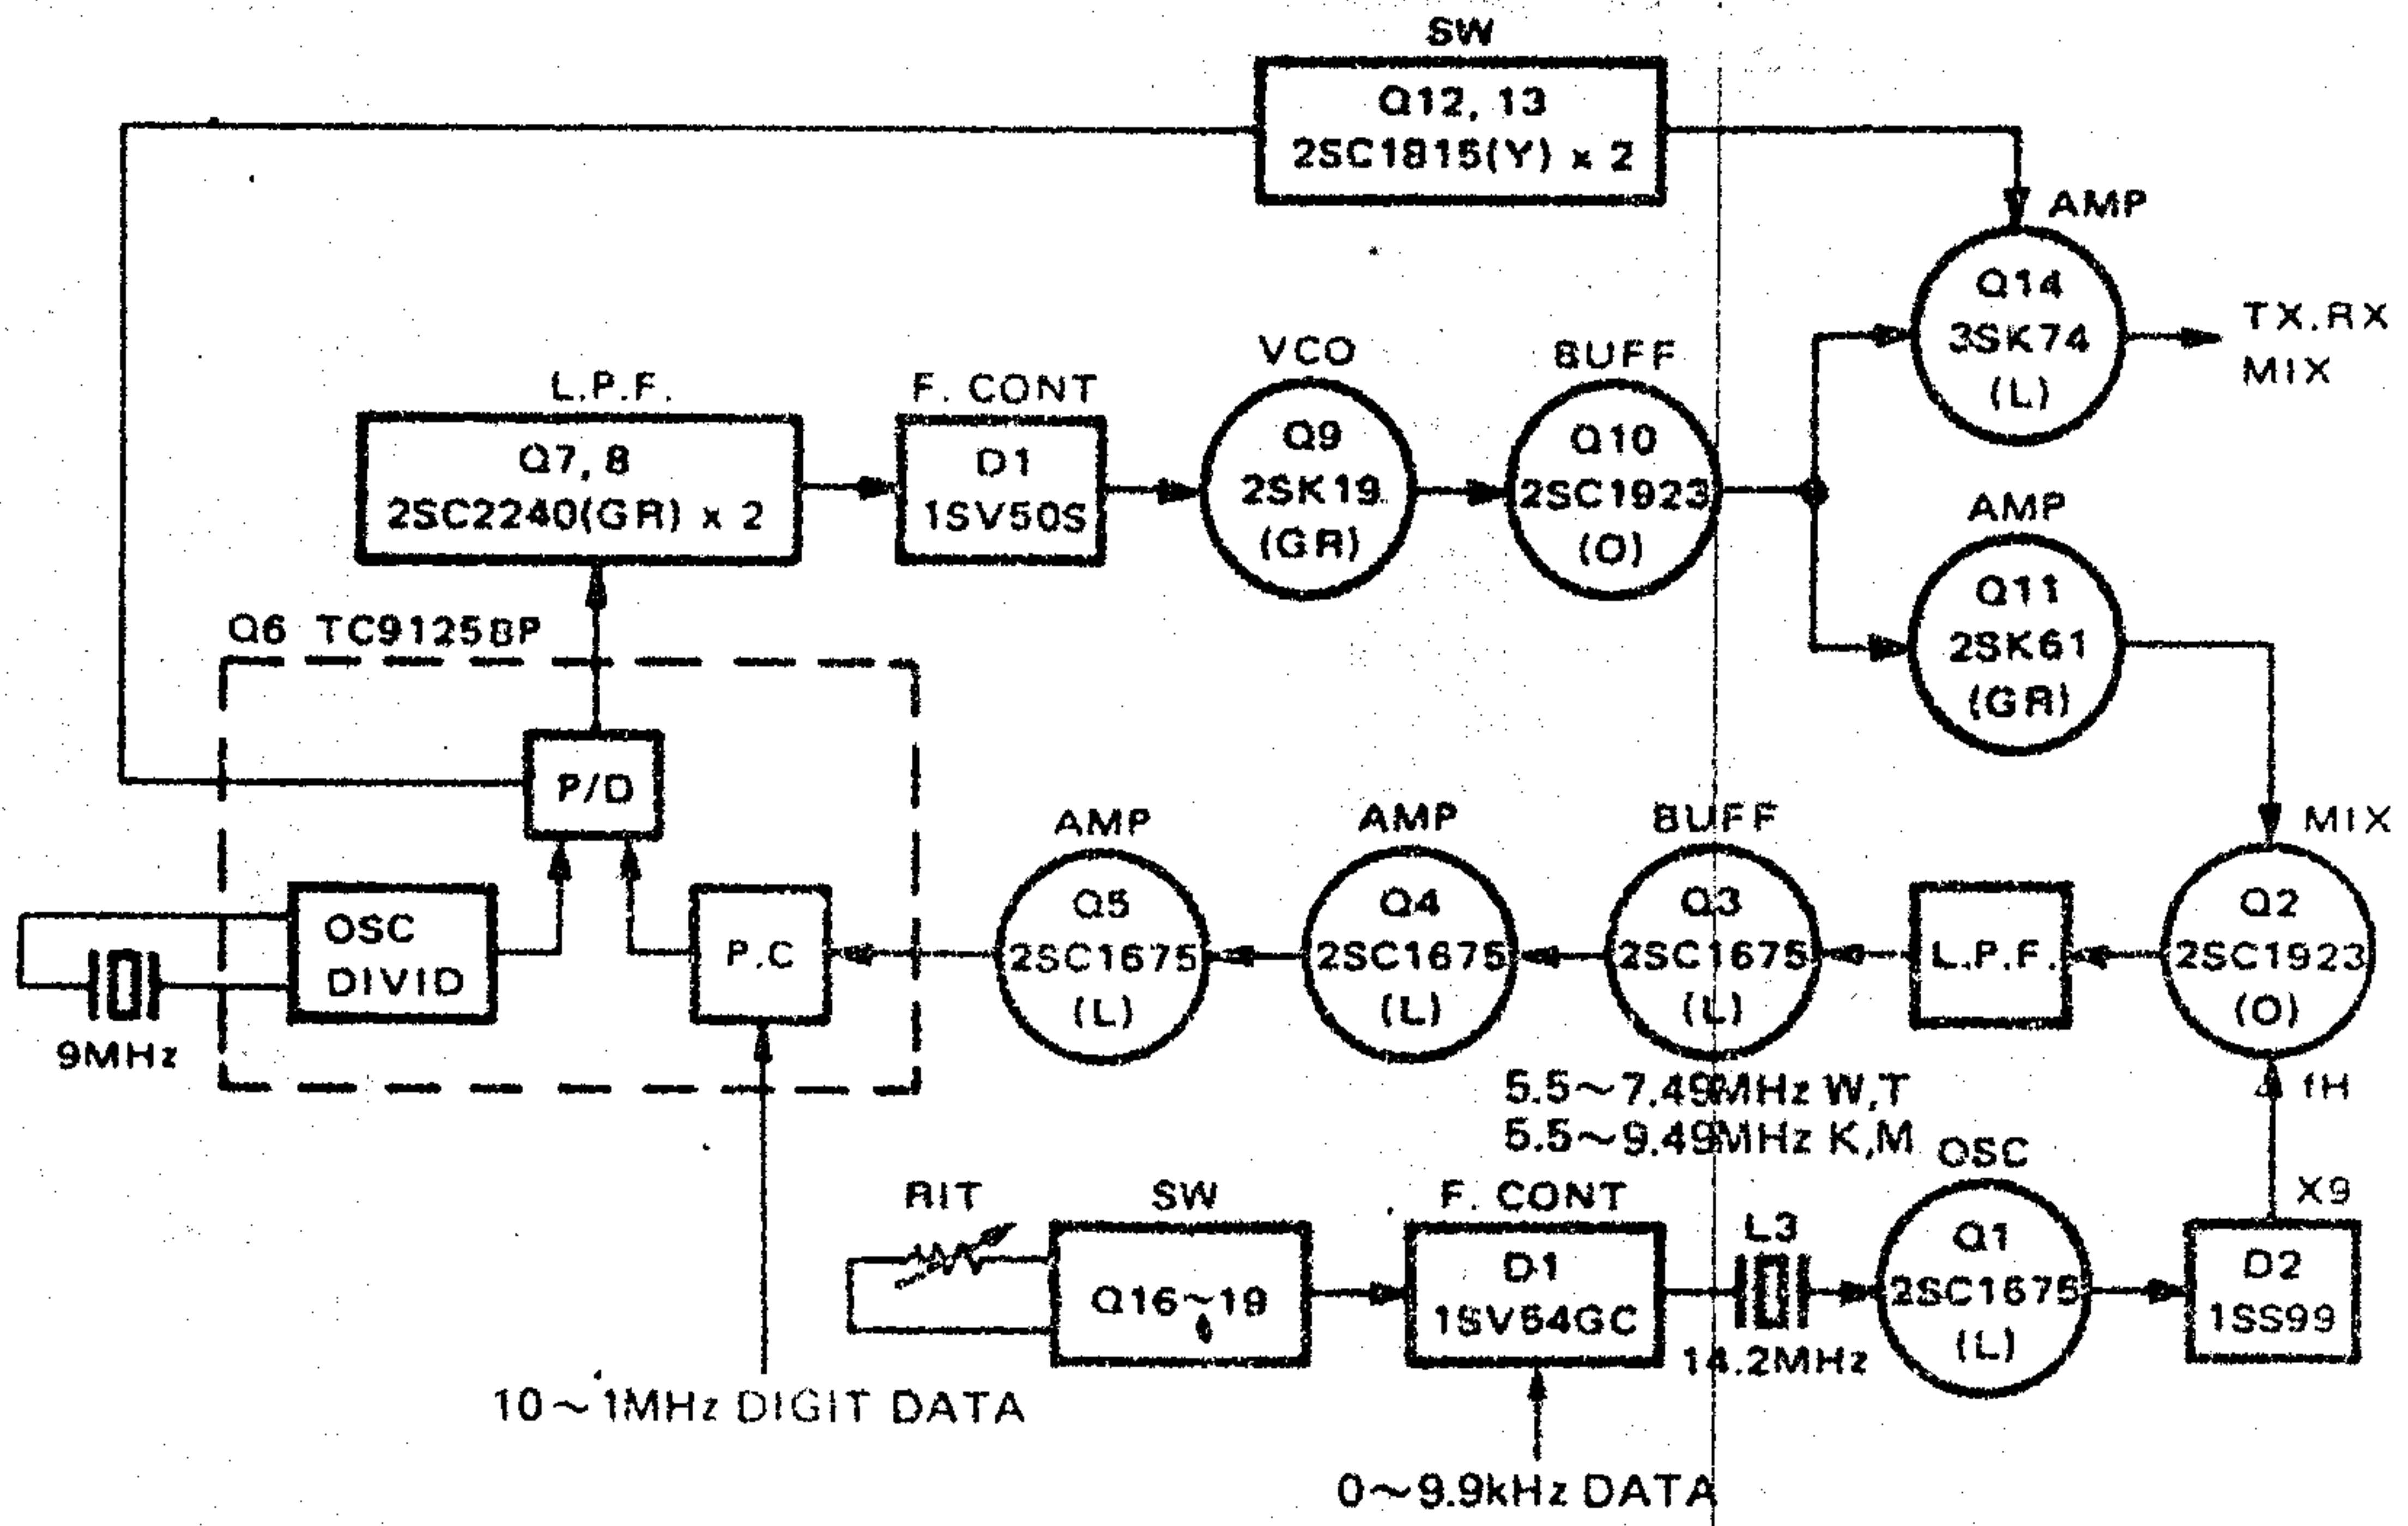 SW
Q12, 13
2SC1815(Y) x 2
AMP
Q14
3SK74
(L)
TX.RX
MIX
L.P.F.
Q7, 8
2SC2240(GR) x 2
F. CONT
D1
1SV50S
VCO
Q9
2SK19
(GR)
BUFF
Q10
2SC1923
(O)
AMP
Q11
2SK61
(GR)
Q6 TC9125BP
P/D
OSC
DIVID
P.C
9MHz
AMP
Q5
2SC1675
(L)
AMP
Q4
2SC1675
(L)
BUFF
Q3
2SC1675
(L)
L.P.F.
MIX
Q2
2SC1923
(O)
5.5~7.49MHz W,T
5.5~9.49MHz K,M
fH
X9
RIT
SW
Q16~19
F. CONT
D1
1SV54GC
L3
14.2MHz
OSC
Q1
2SC1675
(L)
D2
1SS99
10~1MHz DIGIT DATA
0~9.9kHz DATA